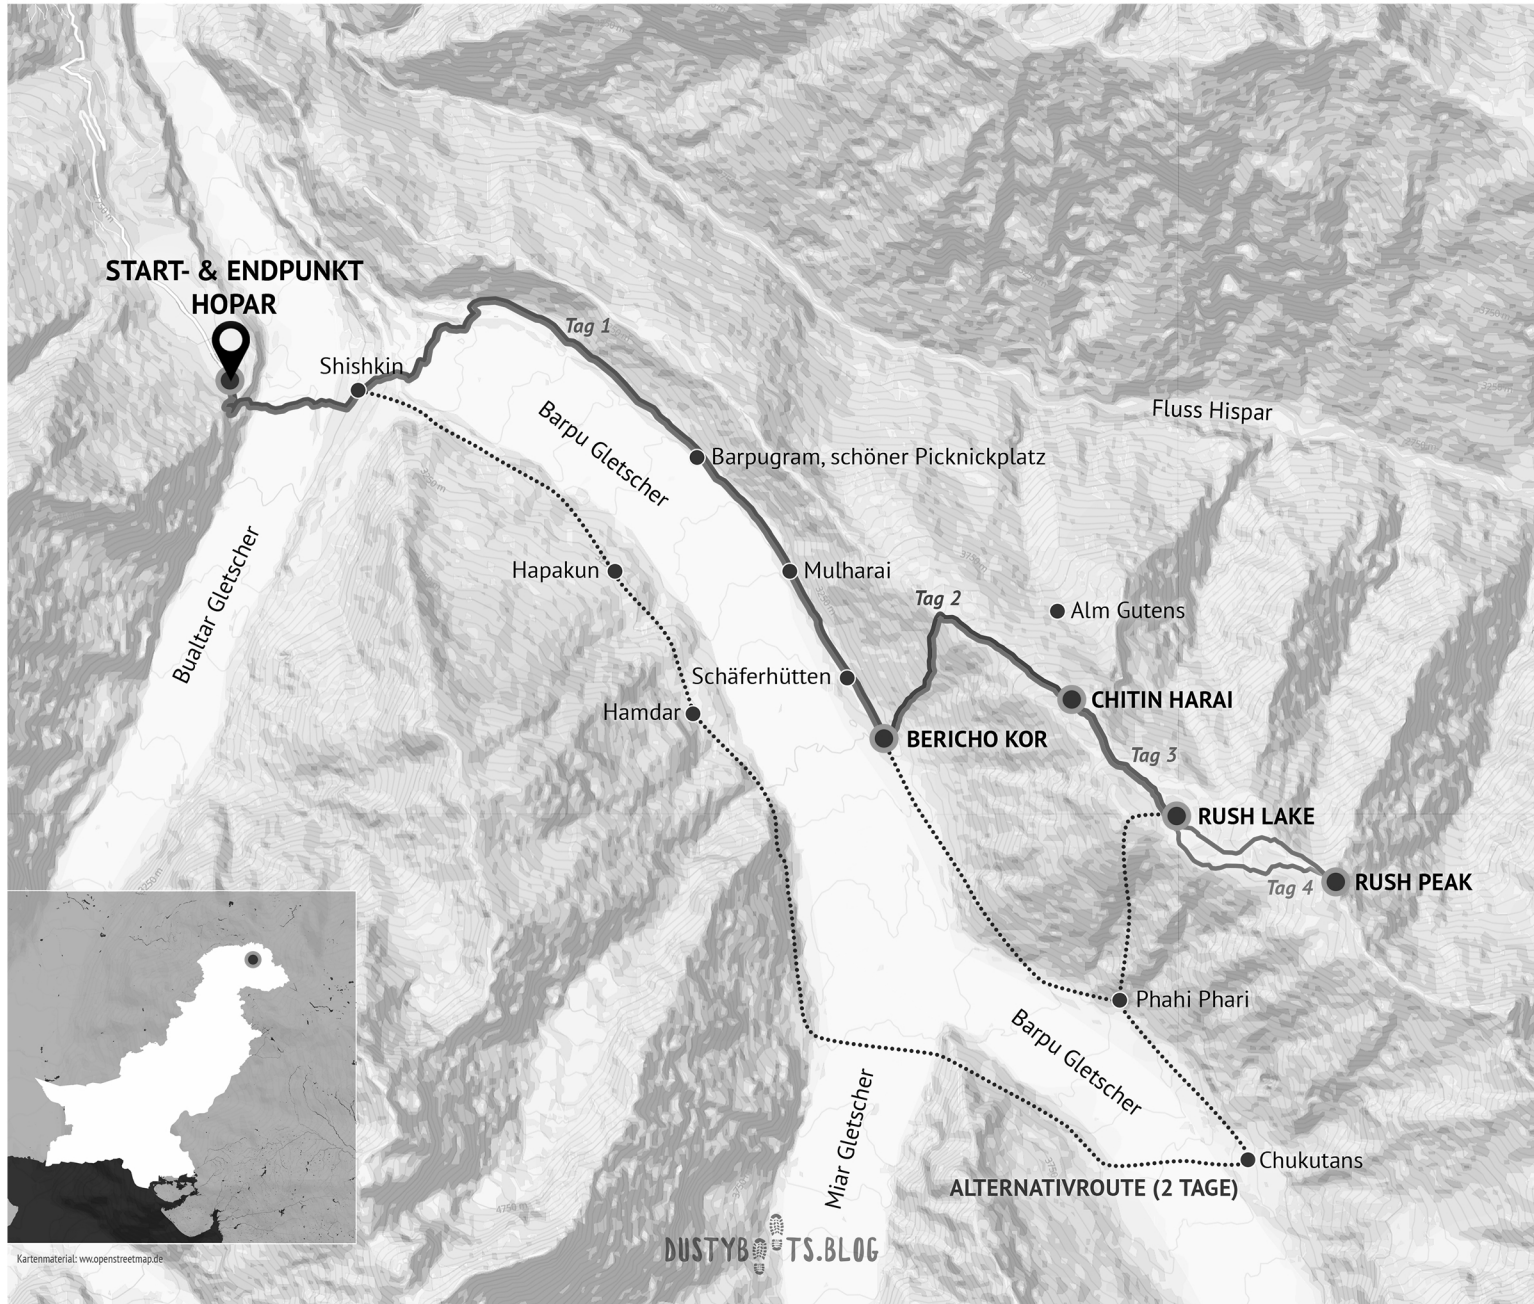 START- & ENDPUNKT
HOPAR
Tag 1
Shishkin
Barpu Gletscher
Fluss Hispar
Barpugram, schöner Picknickplatz
Bualtar Gletscher
Hapakun
Mulharai
Tag 2
Alm Gutens
Schäferhütten
Hamdar
CHITIN HARAI
BERICHO KOR
Tag 3
RUSH LAKE
RUSH PEAK
Tag 4
Phahi Phari
Barpu Gletscher
Miar Gletscher
Chukutans
ALTERNATIVROUTE (2 TAGE)
4750 m
DUSTYBOOTS.BLOG
Kartenmaterial: ww.openstreetmap.de